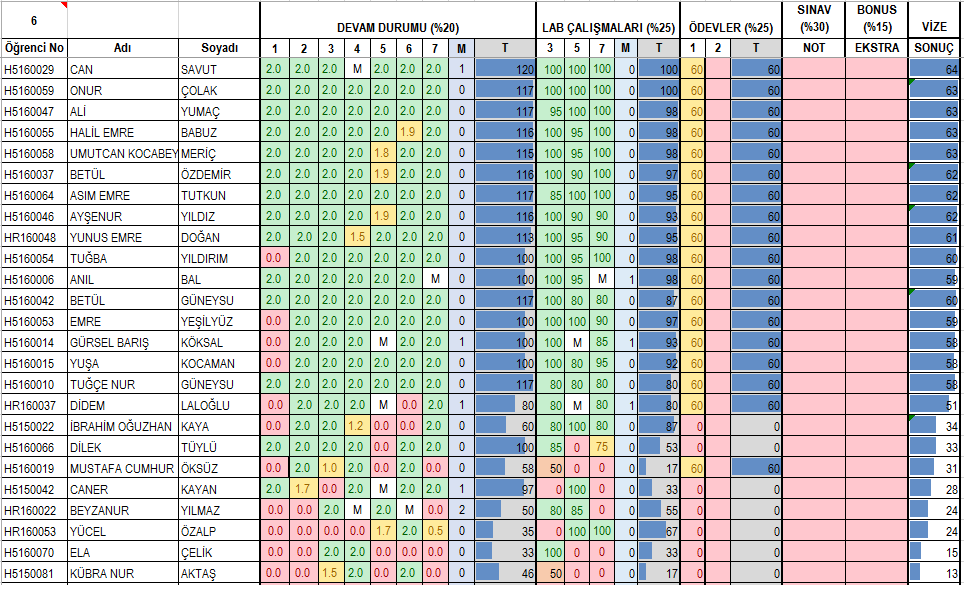 6 DEVAM DURUMU (%20) LAB ÇALIŞMALARI (%25) ÖDEVLER (%25) SINAV (%30) BONUS (%15) VİZE
Öğrenci No Adı Soyadı 1 2 3 4 5 6 7 M T 3 5 7 M T 1 2 T NOT EKSTRA SONUÇ
H5160029 CAN SAVUT 2.0 2.0 2.0 M 2.0 2.0 2.0 1 120 100 100 100 0 100 60 60 64
H5160059 ONUR ÇOLAK 2.0 2.0 2.0 2.0 2.0 2.0 2.0 0 117 100 100 100 0 100 60 60 63
H5160047 ALİ YUMAÇ 2.0 2.0 2.0 2.0 2.0 2.0 2.0 0 117 95 100 100 0 98 60 60 63
H5160055 HALİL EMRE BABUZ 2.0 2.0 2.0 2.0 2.0 1.9 2.0 0 116 100 95 100 0 98 60 60 63
H5160058 UMUTCAN KOCABEY MERİÇ 2.0 2.0 2.0 2.0 1.8 2.0 2.0 0 115 100 95 100 0 98 60 60 63
H5160037 BETÜL ÖZDEMİR 2.0 2.0 2.0 2.0 1.9 2.0 2.0 0 116 100 90 100 0 97 60 60 62
H5160064 ASIM EMRE TUTKUN 2.0 2.0 2.0 2.0 2.0 2.0 2.0 0 117 85 100 100 0 95 60 60 62
H5160046 AYŞENUR YILDIZ 2.0 2.0 2.0 2.0 1.9 2.0 2.0 0 116 100 90 90 0 93 60 60 62
HR160048 YUNUS EMRE DOĞAN 2.0 2.0 2.0 1.5 2.0 2.0 2.0 0 113 100 95 90 0 95 60 60 61
H5160054 TUĞBA YILDIRIM 0.0 2.0 2.0 2.0 2.0 2.0 2.0 0 100 100 95 100 0 98 60 60 60
H5160006 ANIL BAL 2.0 2.0 2.0 2.0 2.0 2.0 M 0 100 100 95 M 1 98 60 60 59
H5160042 BETÜL GÜNEYSU 2.0 2.0 2.0 2.0 2.0 2.0 2.0 0 117 100 80 80 0 87 60 60 60
H5160053 EMRE YEŞİLYÜZ 0.0 2.0 2.0 2.0 2.0 2.0 2.0 0 100 100 100 90 0 97 60 60 59
H5160014 GÜRSEL BARIŞ KÖKSAL 0.0 2.0 2.0 2.0 M 2.0 2.0 1 100 100 M 85 1 93 60 60 58
H5160015 YUŞA KOCAMAN 0.0 2.0 2.0 2.0 2.0 2.0 2.0 0 100 100 80 95 0 92 60 60 58
H5160010 TUĞÇE NUR GÜNEYSU 2.0 2.0 2.0 2.0 2.0 2.0 2.0 0 117 80 80 80 0 80 60 60 58
HR160037 DİDEM LALOĞLU 0.0 2.0 2.0 2.0 M 0.0 2.0 1 80 80 M 80 1 80 60 60 51
H5150022 İBRAHİM OĞUZHAN KAYA 0.0 2.0 2.0 1.2 0.0 0.0 2.0 0 60 80 100 80 0 87 0 0 34
H5160066 DİLEK TÜYLÜ 2.0 2.0 2.0 2.0 0.0 2.0 2.0 0 100 85 0 75 0 53 0 0 33
H5160019 MUSTAFA CUMHUR ÖKSÜZ 0.0 2.0 1.0 2.0 0.0 2.0 0.0 0 58 50 0 0 0 17 60 60 31
H5150042 CANER KAYAN 2.0 1.7 0.0 2.0 M 2.0 2.0 1 97 0 100 0 0 33 0 0 28
HR160022 BEYZANUR YILMAZ 0.0 0.0 2.0 M 2.0 M 0.0 2 50 80 85 0 0 55 0 0 24
HR160053 YÜCEL ÖZALP 0.0 0.0 0.0 0.0 1.7 2.0 0.5 0 35 0 100 100 0 67 0 0 24
H5160070 ELA ÇELİK 0.0 0.0 2.0 2.0 0.0 0.0 0.0 0 33 100 0 0 0 33 0 0 15
H5150081 KÜBRA NUR AKTAŞ 0.0 0.0 1.5 2.0 0.0 2.0 0.0 0 46 50 0 0 0 17 0 0 13